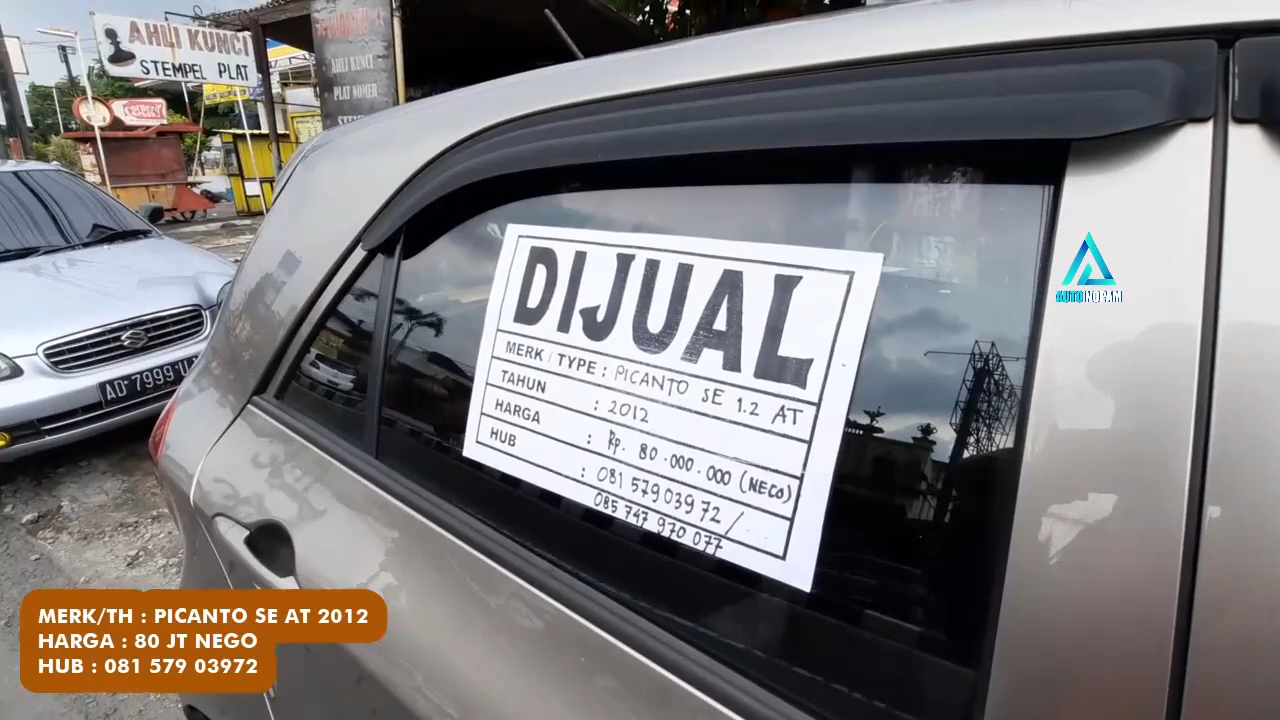 AHLI KUNCI
STEMPEL PLAT
AHLI KUNCI
PLAT NOMER
AD 7999 U
DIJUAL
MERK / TYPE : PICANTO SE 1.2 AT
TAHUN : 2012
HARGA : Rp. 80.000.000 (NEGO)
HUB : 081 579 039 72 /
085 747 970 077
MERK/TH : PICANTO SE AT 2012
HARGA : 80 JT NEGO
HUB : 081 579 03972